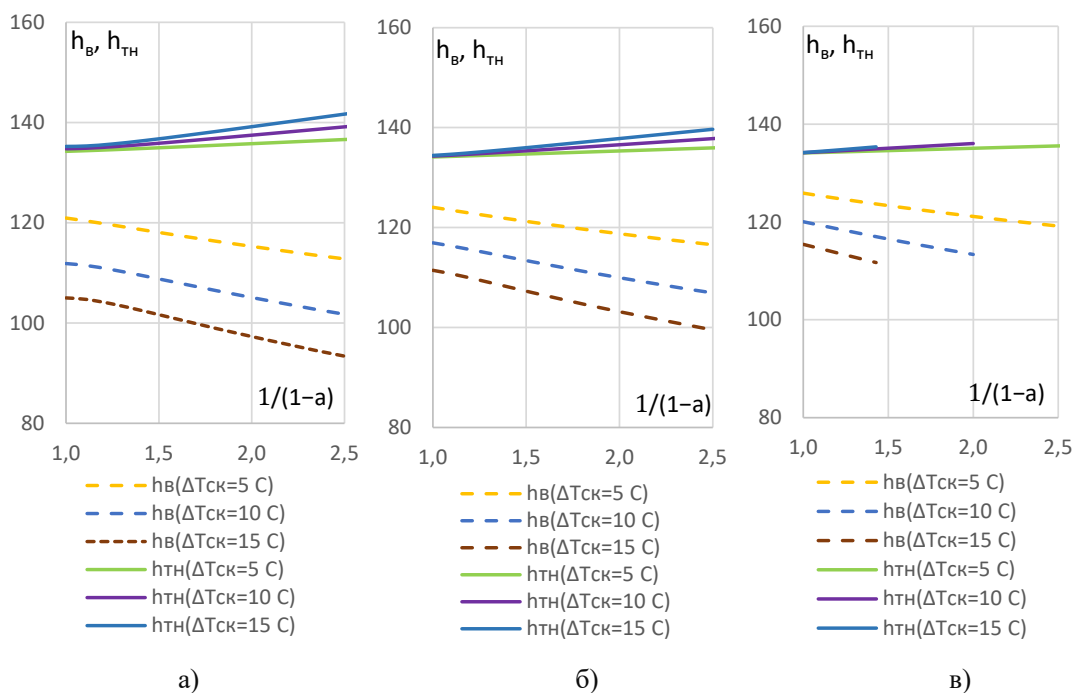 160
140
120
100
80
hв, hтн
1/(1−a)
1,0 1,5 2,0 2,5
hв(ΔTск=5 C)
hв(ΔTск=10 C)
hв(ΔTск=15 C)
hтн(ΔTск=5 C)
hтн(ΔTск=10 C)
hтн(ΔTск=15 C)
а)
160
140
120
100
80
hв, hтн
1/(1−a)
1,0 1,5 2,0 2,5
hв(ΔTск=5 C)
hв(ΔTск=10 C)
hв(ΔTск=15 C)
hтн(ΔTск=5 C)
hтн(ΔTск=10 C)
hтн(ΔTск=15 C)
б)
160
140
120
100
80
hв, hтн
1/(1−a)
1,0 1,5 2,0 2,5
hв(ΔTск=5 C)
hв(ΔTск=10 C)
hв(ΔTск=15 C)
hтн(ΔTск=5 C)
hтн(ΔTск=10 C)
hтн(ΔTск=15 C)
в)